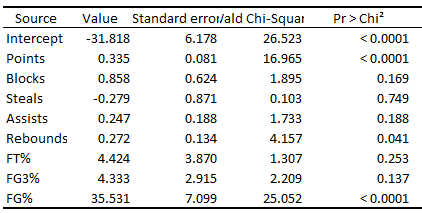 Source Value Standard error Wald Chi-Squar Pr > Chi²
Intercept -31.818 6.178 26.523 < 0.0001
Points 0.335 0.081 16.965 < 0.0001
Blocks 0.858 0.624 1.895 0.169
Steals -0.279 0.871 0.103 0.749
Assists 0.247 0.188 1.733 0.188
Rebounds 0.272 0.134 4.157 0.041
FT% 4.424 3.870 1.307 0.253
FG3% 4.333 2.915 2.209 0.137
FG% 35.531 7.099 25.052 < 0.0001